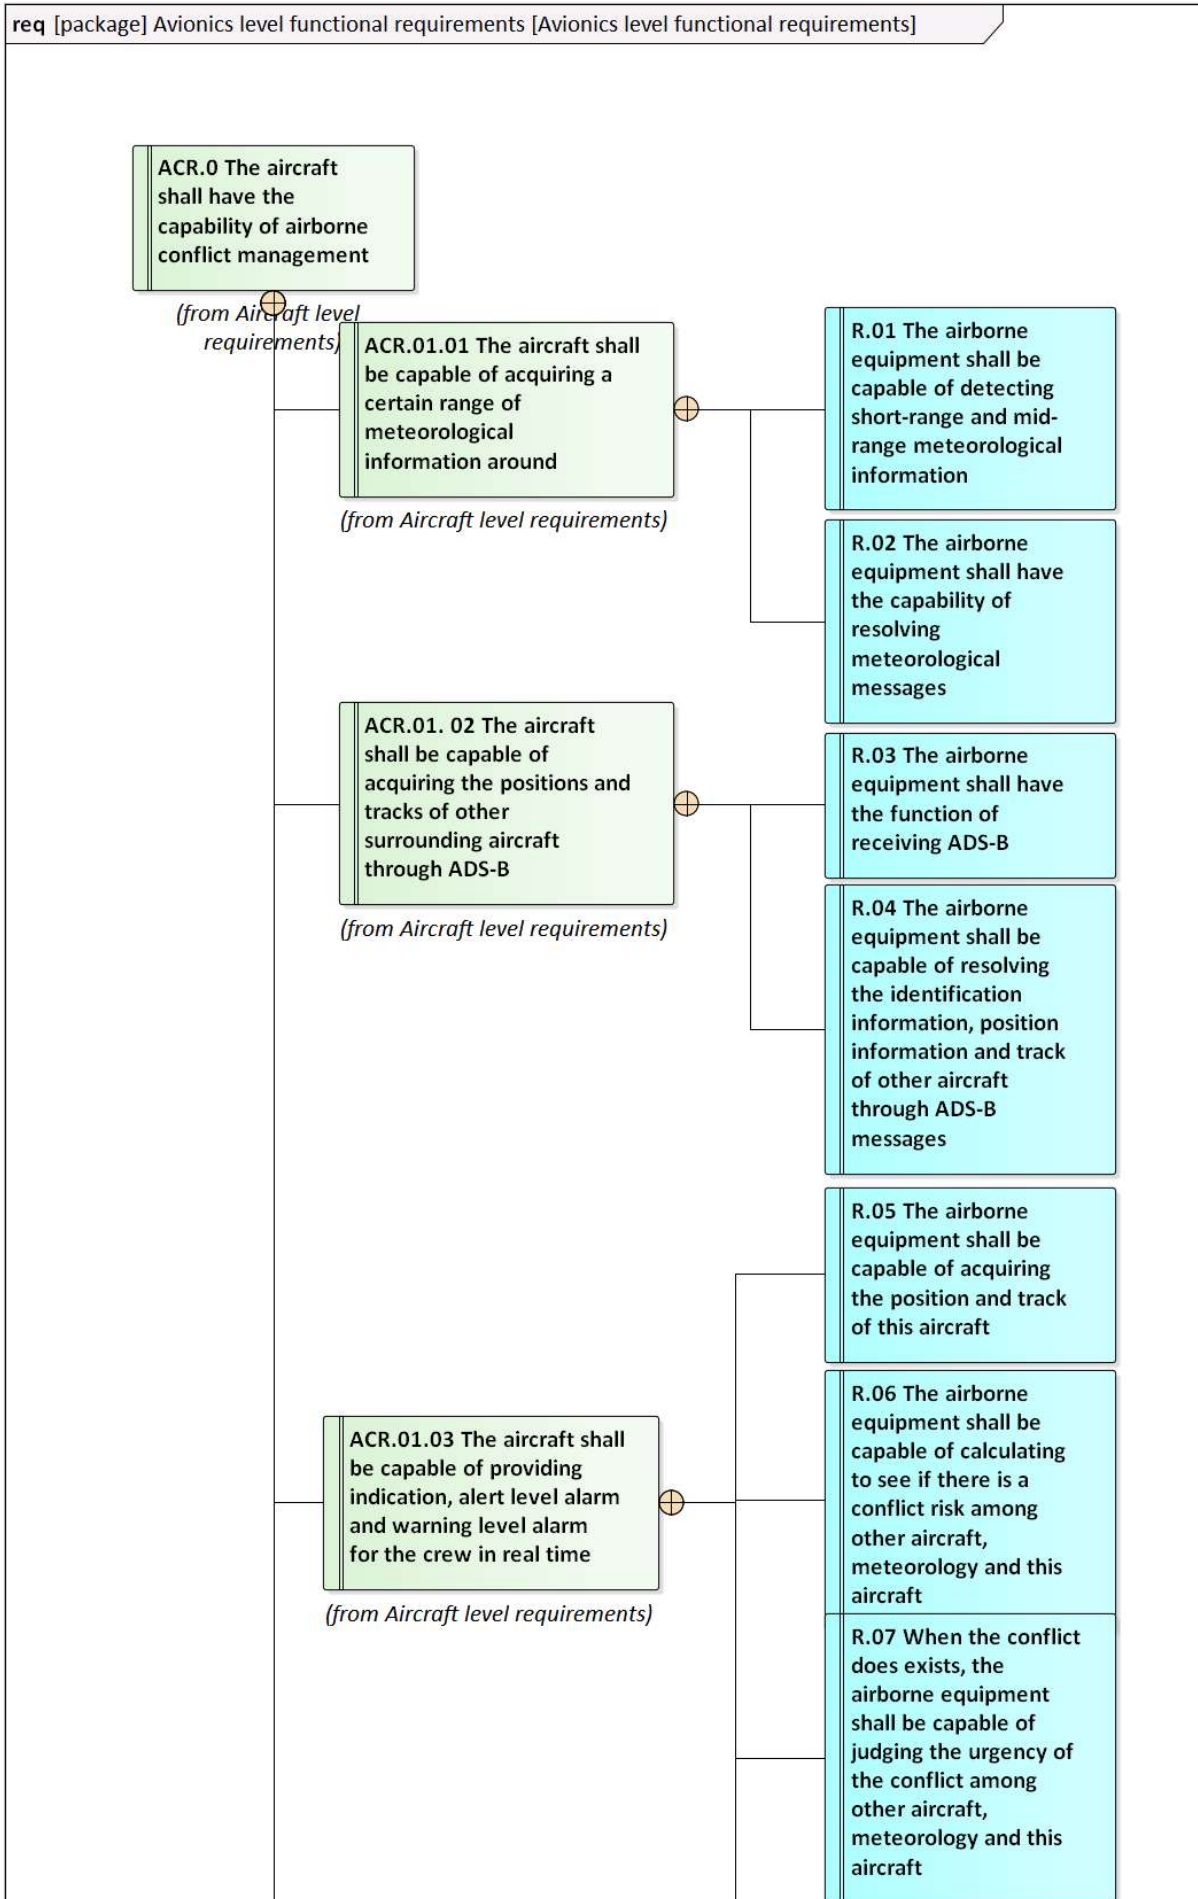 req [package] Avionics level functional requirements [Avionics level functional requirements]
ACR.0 The aircraft
shall have the
capability of airborne
conflict management
(from Aircraft level
requirements)
ACR.01.01 The aircraft shall
be capable of acquiring a
certain range of
meteorological
information around
(from Aircraft level requirements)
R.01 The airborne
equipment shall be
capable of detecting
short-range and mid-
range meteorological
information
R.02 The airborne
equipment shall have
the capability of
resolving
meteorological
messages
ACR.01. 02 The aircraft
shall be capable of
acquiring the positions and
tracks of other
surrounding aircraft
through ADS-B
(from Aircraft level requirements)
R.03 The airborne
equipment shall have
the function of
receiving ADS-B
R.04 The airborne
equipment shall be
capable of resolving
the identification
information, position
information and track
of other aircraft
through ADS-B
messages
ACR.01.03 The aircraft shall
be capable of providing
indication, alert level alarm
and warning level alarm
for the crew in real time
(from Aircraft level requirements)
R.05 The airborne
equipment shall be
capable of acquiring
the position and track
of this aircraft
R.06 The airborne
equipment shall be
capable of calculating
to see if there is a
conflict risk among
other aircraft,
meteorology and this
aircraft
R.07 When the conflict
does exists, the
airborne equipment
shall be capable of
judging the urgency of
the conflict among
other aircraft,
meteorology and this
aircraft